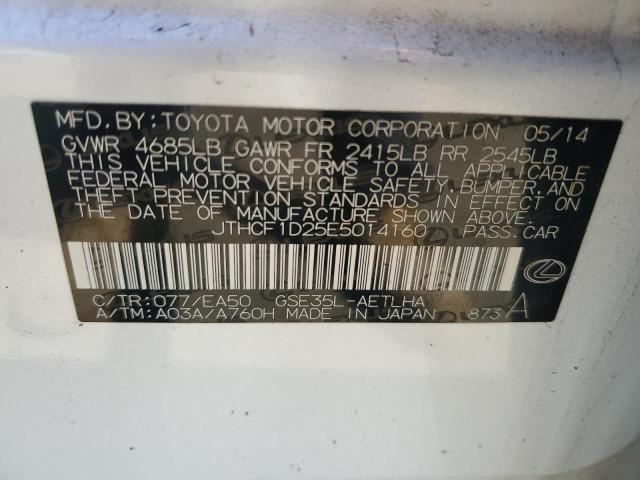 MFD. BY: TOYOTA MOTOR CORPORATION 05/14
GVWR 4685LB GAWR FR 2415LB RR 2545LB
THIS VEHICLE CONFORMS TO ALL APPLICABLE
FEDERAL MOTOR VEHICLE SAFETY, BUMPER, AND
THEFT PREVENTION STANDARDS IN EFFECT ON
THE DATE OF MANUFACTURE SHOWN ABOVE.
JTHCF1D25E5014160 PASS.CAR
C/TR: 077/EA50 GSE35L-AETLHA
A/TM: A03A/A760H MADE IN JAPAN 873 A